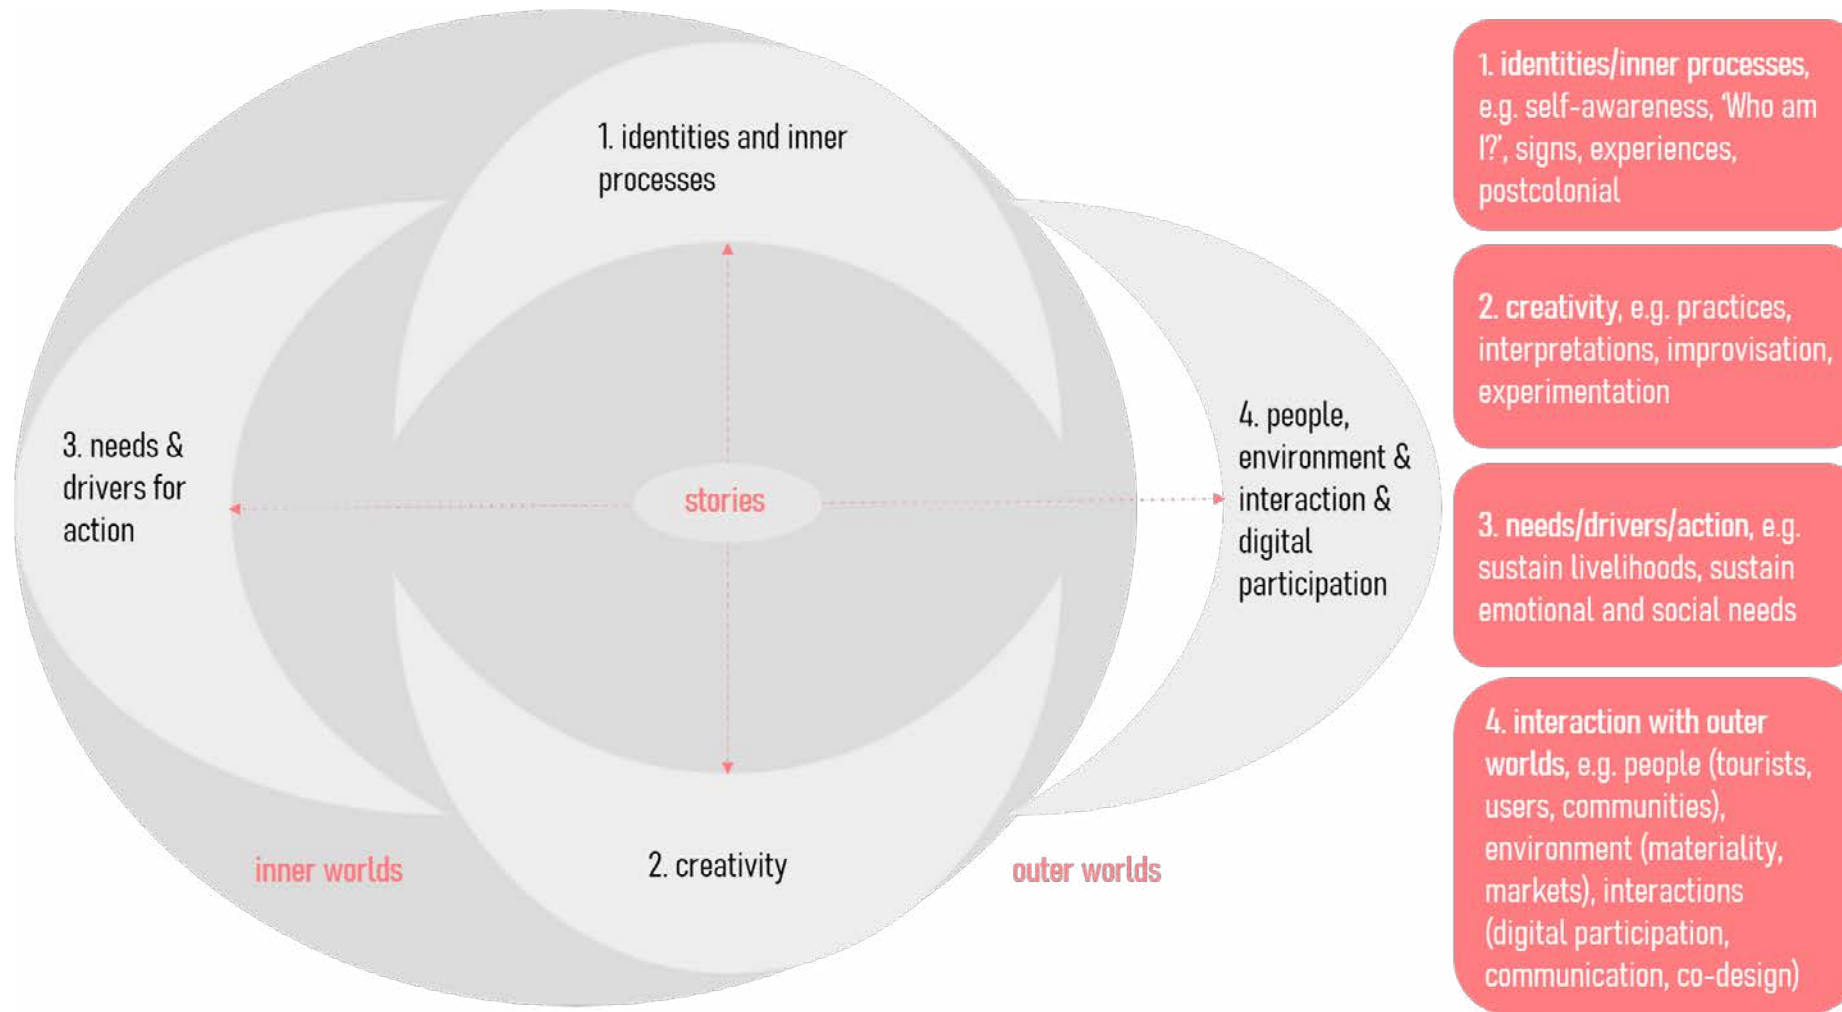 1. identities and inner
processes
3. needs &
drivers for
action
stories
4. people,
environment &
interaction &
digital
participation
inner worlds
2. creativity
outer worlds
1. identities/inner processes,
e.g. self-awareness, ‘Who am
I?’, signs, experiences,
postcolonial
2. creativity, e.g. practices,
interpretations, improvisation,
experimentation
3. needs/drivers/action, e.g.
sustain livelihoods, sustain
emotional and social needs
4. interaction with outer
worlds, e.g. people (tourists,
users, communities),
environment (materiality,
markets), interactions
(digital participation,
communication, co-design)